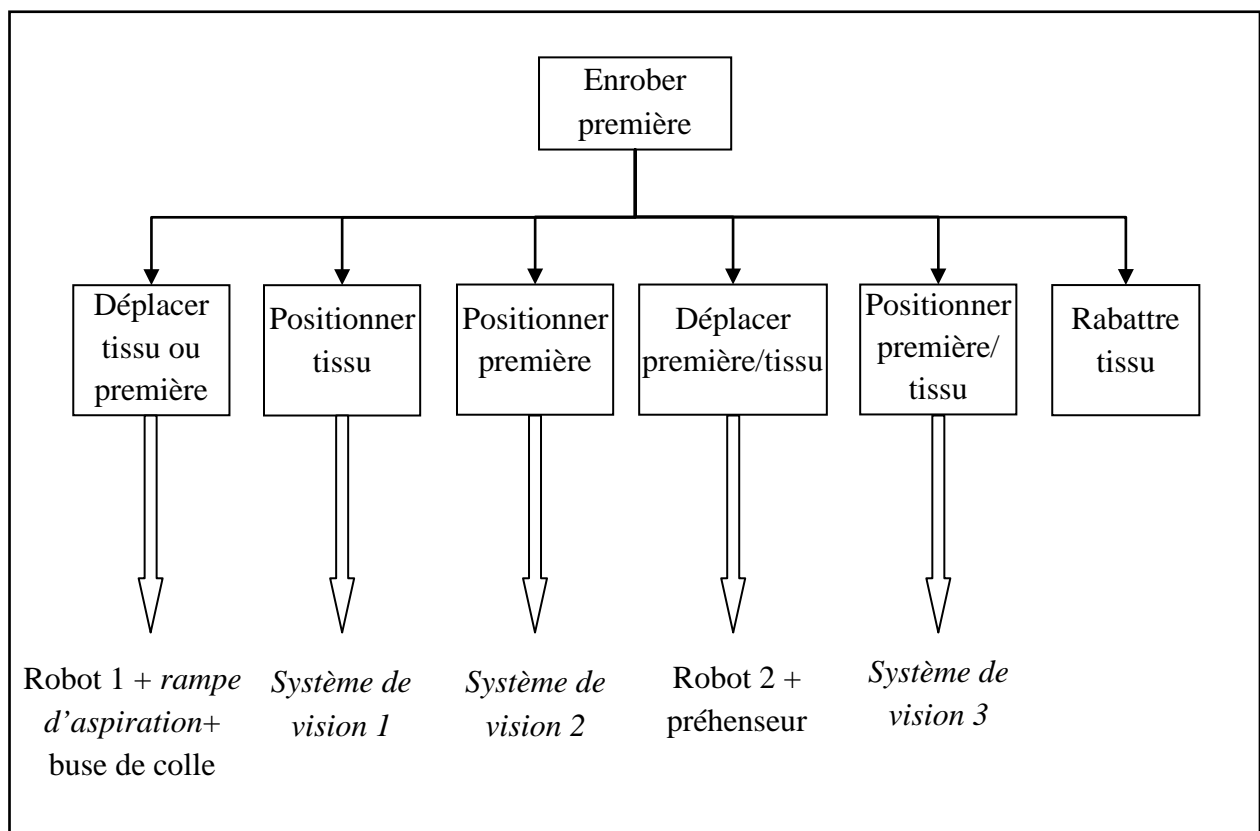 Enrober
première
Déplacer
tissu ou
première
Positionner
tissu
Positionner
première
Déplacer
première/tissu
Positionner
première/
tissu
Rabattre
tissu
Robot 1 + rampe
d'aspiration+
buse de colle
Système de
vision 1
Système de
vision 2
Robot 2 +
préhenseur
Système de
vision 3